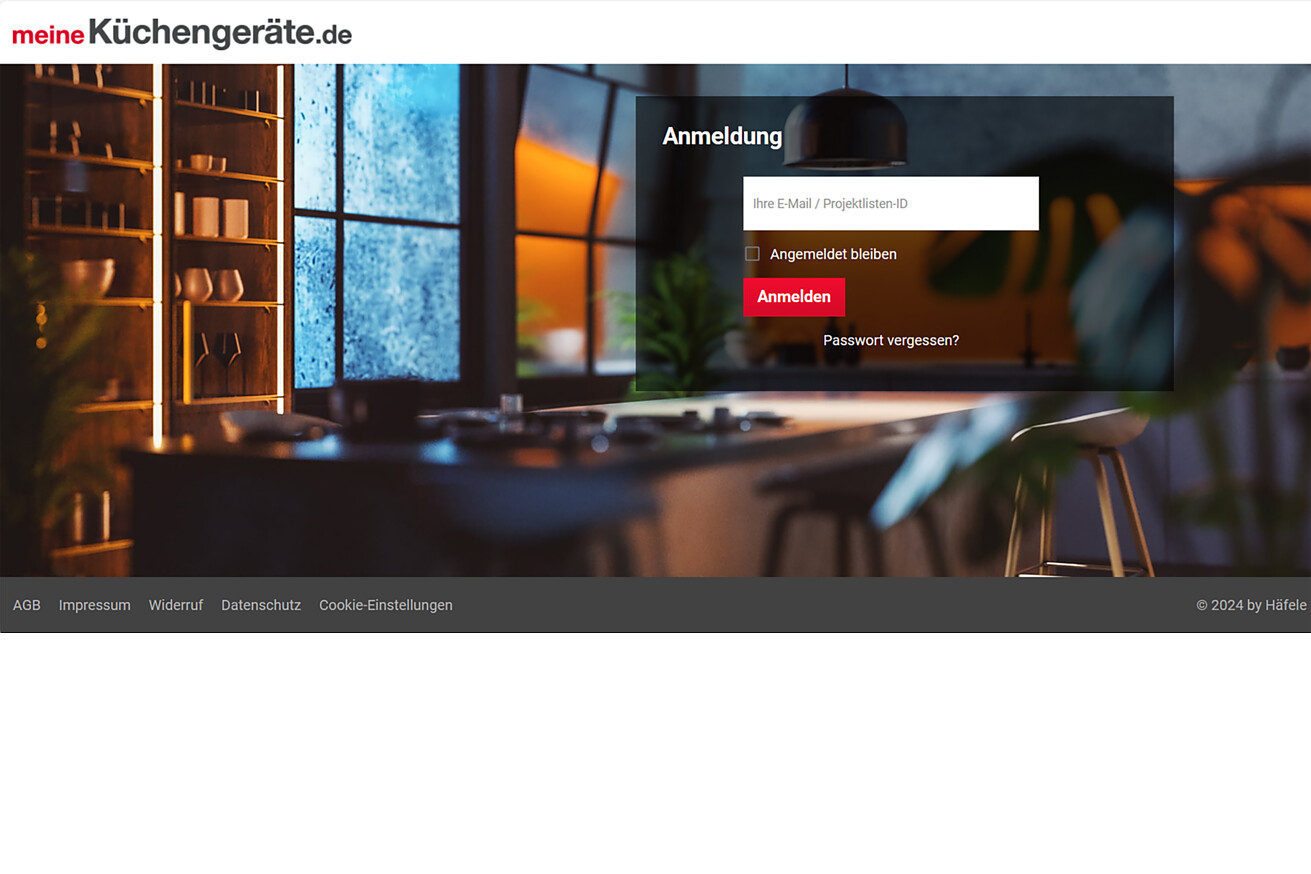 meineKüchengeräte.de
Anmeldung
Ihre E-Mail / Projektlisten-ID
Angemeldet bleiben
Anmelden
Passwort vergessen?
AGB Impressum Widerruf Datenschutz Cookie-Einstellungen © 2024 by Häfele